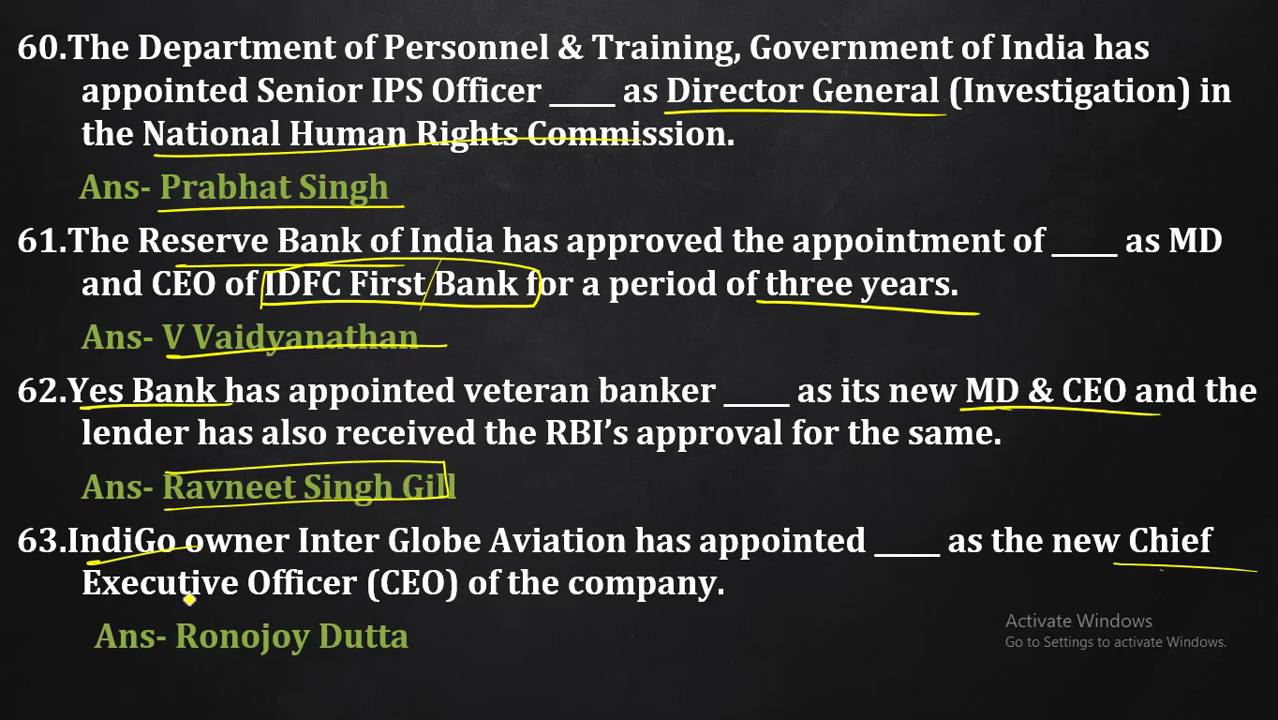 60.The Department of Personnel & Training, Government of India has
appointed Senior IPS Officer _____ as Director General (Investigation) in
the National Human Rights Commission.
Ans- Prabhat Singh
61.The Reserve Bank of India has approved the appointment of _____ as MD
and CEO of IDFC First Bank for a period of three years.
Ans- V Vaidyanathan
62.Yes Bank has appointed veteran banker _____ as its new MD & CEO and the
lender has also received the RBI’s approval for the same.
Ans- Ravneet Singh Gill
63.IndiGo owner Inter Globe Aviation has appointed _____ as the new Chief
Executive Officer (CEO) of the company.
Ans- Ronojoy Dutta
Activate Windows
Go to Settings to activate Windows.